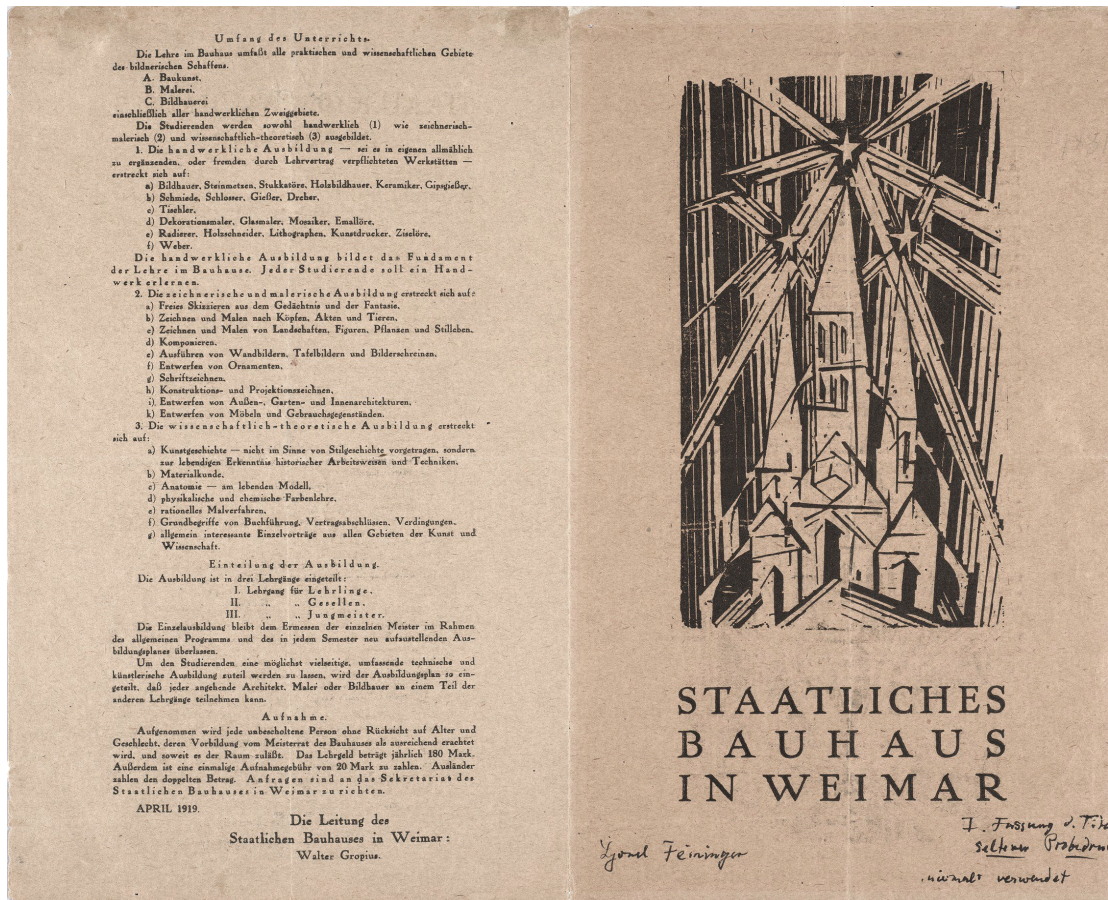 Umfang des Unterrichts.
Die Lehre im Bauhaus umfaßt alle praktischen und wissenschaftlichen Gebiete
des bildnerischen Schaffens.
A. Baukunst,
B. Malerei,
C. Bildhauerei
einschließlich aller handwerklichen Zweiggebiete.
Die Studierenden werden sowohl handwerklich (1) wie zeichnerisch-
malerisch (2) und wissenschaftlich-theoretisch (3) ausgebildet.
1. Die handwerkliche Ausbildung — sei es in eigenen allmählich
zu ergänzenden, oder fremden durch Lehrvertrag verpflichteten Werkstätten —
erstreckt sich auf:
a) Bildhauer, Steinmetzen, Stukkatöre, Holzbildhauer, Keramiker, Gipsgießer,
b) Schmiede, Schlosser, Gießer, Dreher,
c) Tischler,
d) Dekorationsmaler, Glasmaler, Mosaiker, Emallöre,
e) Radierer, Holzschneider, Lithographen, Kunstdrucker, Ziselöre,
f) Weber.
Die handwerkliche Ausbildung bildet das Fundament
der Lehre im Bauhause. Jeder Studierende soll ein Hand-
werk erlernen.
2. Die zeichnerische und malerische Ausbildung erstreckt sich auf:
a) Freies Skizzieren aus dem Gedächtnis und der Fantasie,
b) Zeichnen und Malen nach Köpfen, Akten und Tieren,
c) Zeichnen und Malen von Landschaften, Figuren, Pflanzen und Stilleben,
d) Komponieren,
e) Ausführen von Wandbildern, Tafelbildern und Bilderschreinen,
f) Entwerfen von Ornamenten,
g) Schriftzeichnen,
h) Konstruktions- und Projektionszeichnen,
i) Entwerfen von Außen-, Garten- und Innenarchitekturen,
k) Entwerfen von Möbeln und Gebrauchsgegenständen.
3. Die wissenschaftlich-theoretische Ausbildung erstreckt
sich auf:
a) Kunstgeschichte — nicht im Sinne von Stilgeschichte vorgetragen, sondern
zur lebendigen Erkenntnis historischer Arbeitsweisen und Techniken,
b) Materialkunde,
c) Anatomie — am lebenden Modell,
d) physikalische und chemische Farbenlehre,
e) rationelles Malverfahren,
f) Grundbegriffe von Buchführung, Vertragsabschlüssen, Verdingungen,
g) allgemein interessante Einzelvorträge aus allen Gebieten der Kunst und
Wissenschaft.
Einteilung der Ausbildung.
Die Ausbildung ist in drei Lehrgänge eingeteilt:
I. Lehrgang für Lehrlinge.
II. „ „ Gesellen.
III. „ „ Jungmeister.
Die Einzelausbildung bleibt dem Ermessen der einzelnen Meister im Rahmen
des allgemeinen Programms und des in jedem Semester neu aufzustellenden Aus-
bildungsplanes überlassen.
Um den Studierenden eine möglichst vielseitige, umfassende technische und
künstlerische Ausbildung zuteil werden zu lassen, wird der Ausbildungsplan so ein-
geteilt, daß jeder angehende Architekt, Maler oder Bildhauer an einem Teil der
anderen Lehrgänge teilnehmen kann.
Aufnahme.
Aufgenommen wird jede unbescholtene Person ohne Rücksicht auf Alter und
Geschlecht, deren Vorbildung vom Meisterrat des Bauhauses als ausreichend erachtet
wird, und soweit es der Raum zuläßt. Das Lehrgeld beträgt jährlich 180 Mark.
Außerdem ist eine einmalige Aufnahmegebühr von 20 Mark zu zahlen. Ausländer
zahlen den doppelten Betrag. Anfragen sind an das Sekretariat des
Staatlichen Bauhauses in Weimar zu richten.
APRIL 1919.
Die Leitung des
Staatlichen Bauhauses in Weimar:
Walter Gropius.
STAATLICHES
BAUHAUS
IN WEIMAR
Lyonel Feininger
I. Fassung d.
seltener
niemals verwendet